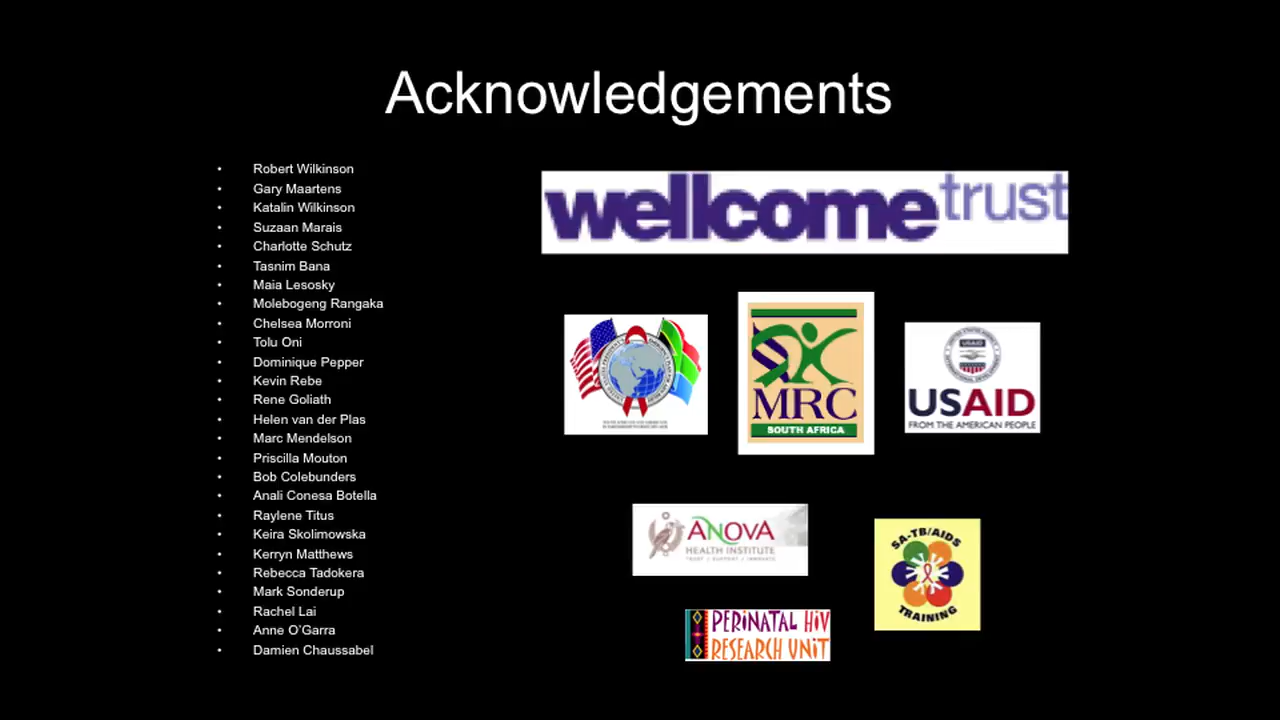 Acknowledgements
Robert Wilkinson
Gary Maartens
Katalin Wilkinson
Suzaan Marais
Charlotte Schutz
Tasnim Bana
Maia Lesosky
Molebogeng Rangaka
Chelsea Morroni
Tolu Oni
Dominique Pepper
Kevin Rebe
Rene Goliath
Helen van der Plas
Marc Mendelson
Priscilla Mouton
Bob Colebunders
Anali Conesa Botella
Raylene Titus
Keira Skolimowska
Kerryn Matthews
Rebecca Tadokera
Mark Sonderup
Rachel Lai
Anne O'Garra
Damien Chaussabel
wellcome trust
MRC
SOUTH AFRICA
USAID
USAID
FROM THE AMERICAN PEOPLE
ANOVA
HEALTH INSTITUTE
SA-TB/AIDS
TRAINING
PERINATAL HIV
RESEARCH UNIT